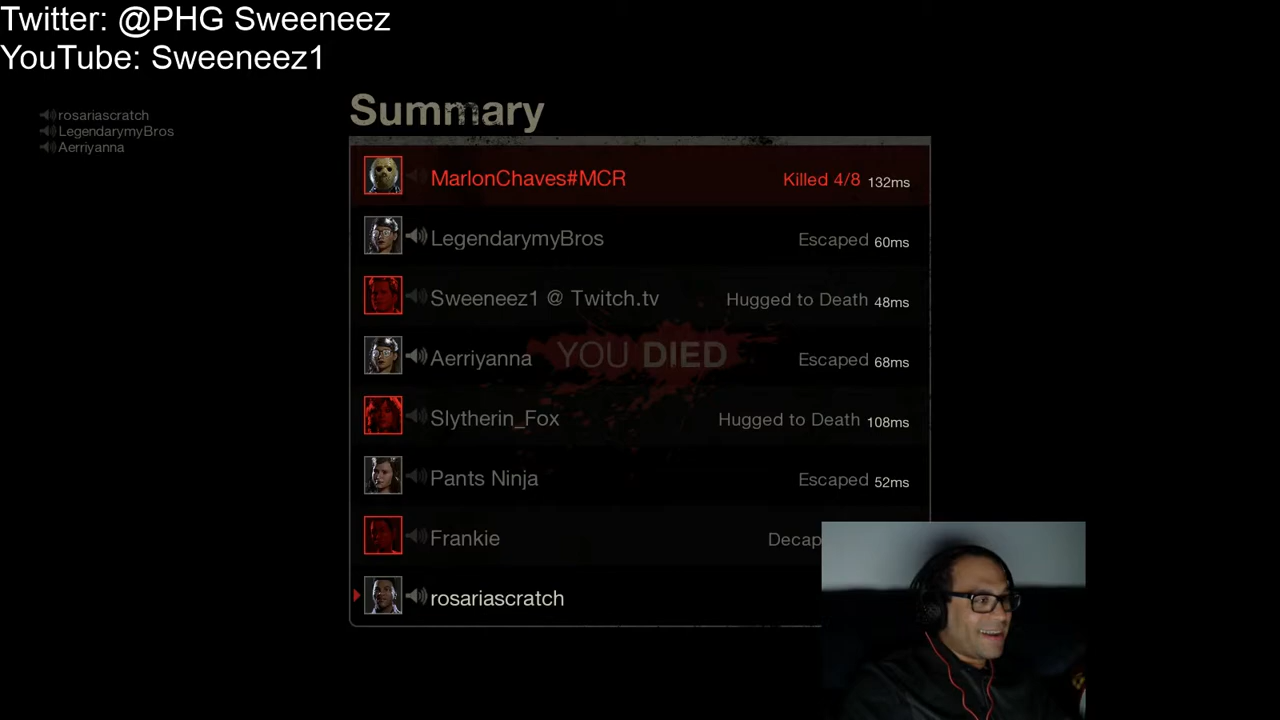 Twitter: @PHG Sweeneez
YouTube: Sweeneez1
rosariascratch
LegendarymyBros
Aerriyanna
Summary
MarlonChaves#MCR Killed 4/8 132ms
LegendarymyBros Escaped 60ms
Sweeneez1 @ Twitch.tv Hugged to Death 48ms
YOU DIED
Aerriyanna Escaped 68ms
Slytherin_Fox Hugged to Death 108ms
Pants Ninja Escaped 52ms
Frankie Decap
rosariascratch